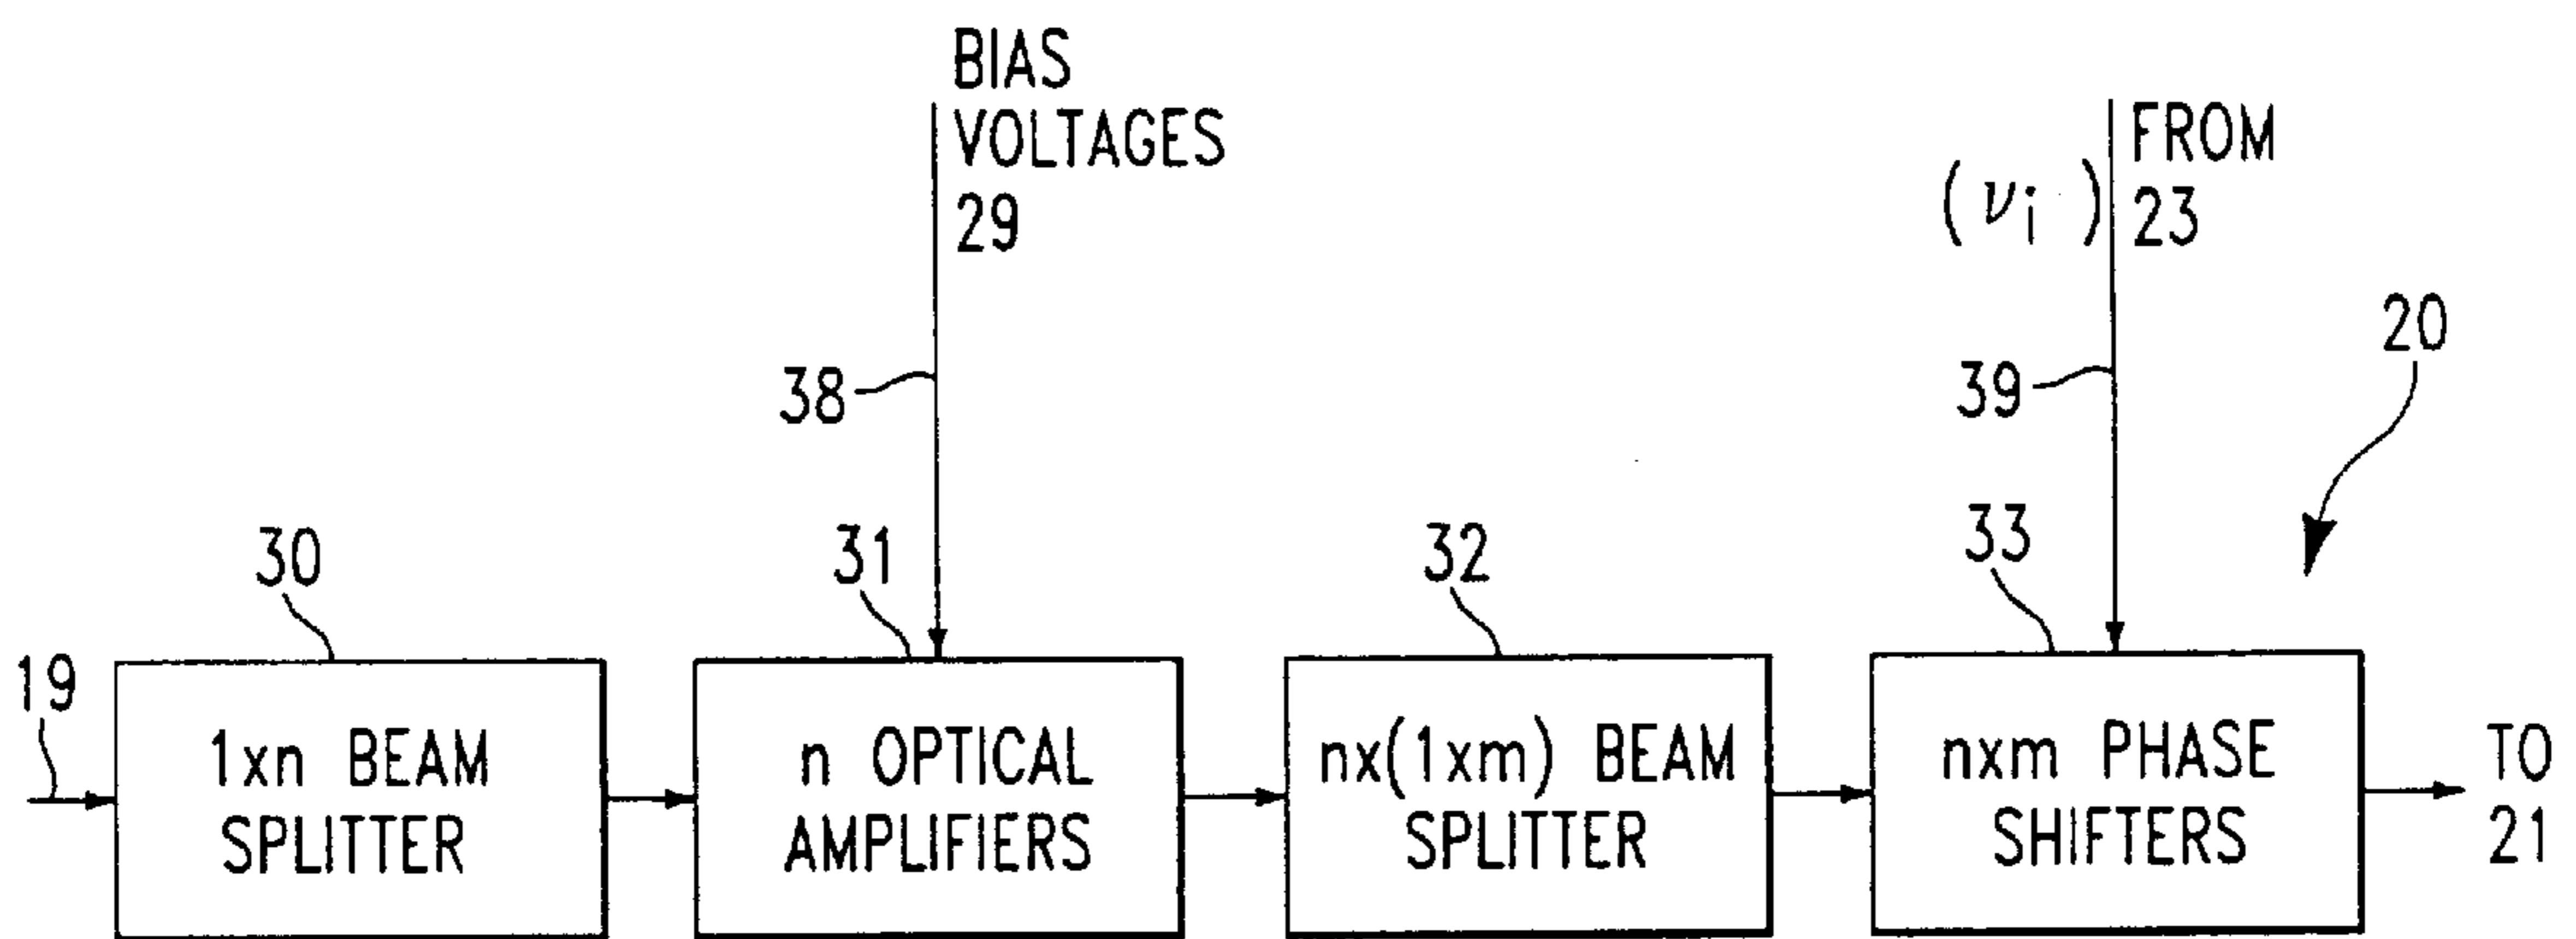 BIAS
VOLTAGES
29
(νi)
FROM
23
38
39
20
30
31
32
33
19
1xn BEAM
SPLITTER
n OPTICAL
AMPLIFIERS
nx(1xm) BEAM
SPLITTER
nxm PHASE
SHIFTERS
TO
21